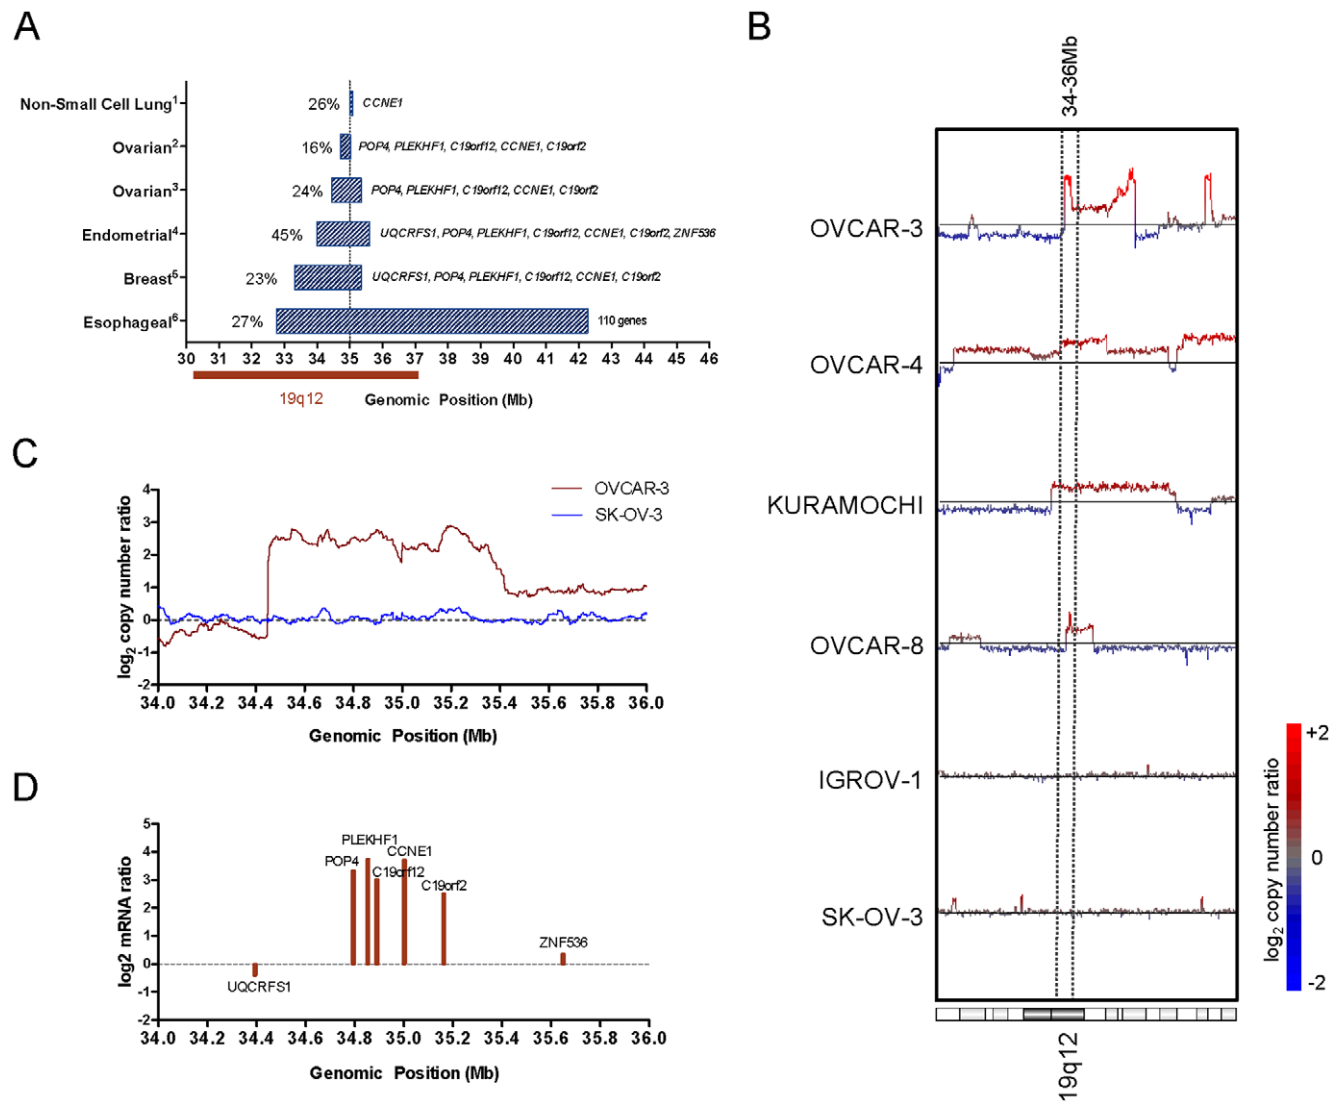 A
Non-Small Cell Lung1
26%
CCNE1
Ovarian2
16%
POP4, PLEKHF1, C19orf12, CCNE1, C19orf2
Ovarian3
24%
POP4, PLEKHF1, C19orf12, CCNE1, C19orf2
Endometrial4
45%
UQCRFS1, POP4, PLEKHF1, C19orf12, CCNE1, C19orf2, ZNF536
Breast5
23%
UQCRFS1, POP4, PLEKHF1, C19orf12, CCNE1, C19orf2
Esophageal6
27%
110 genes
30 31 32 33 34 35 36 37 38 39 40 41 42 43 44 45 46
19q12
Genomic Position (Mb)
B
34-36Mb
OVCAR-3
OVCAR-4
KURAMOCHI
OVCAR-8
IGROV-1
SK-OV-3
19q12
log2 copy number ratio
+2
0
-2
C
OVCAR-3
SK-OV-3
log2 copy number ratio
4
3
2
1
0
-1
-2
34.0 34.2 34.4 34.6 34.8 35.0 35.2 35.4 35.6 35.8 36.0
Genomic Position (Mb)
D
log2 mRNA ratio
5
4
3
2
1
0
-1
-2
PLEKHF1
CCNE1
POP4
C19orf12
C19orf2
ZNF536
UQCRFS1
34.0 34.2 34.4 34.6 34.8 35.0 35.2 35.4 35.6 35.8 36.0
Genomic Position (Mb)